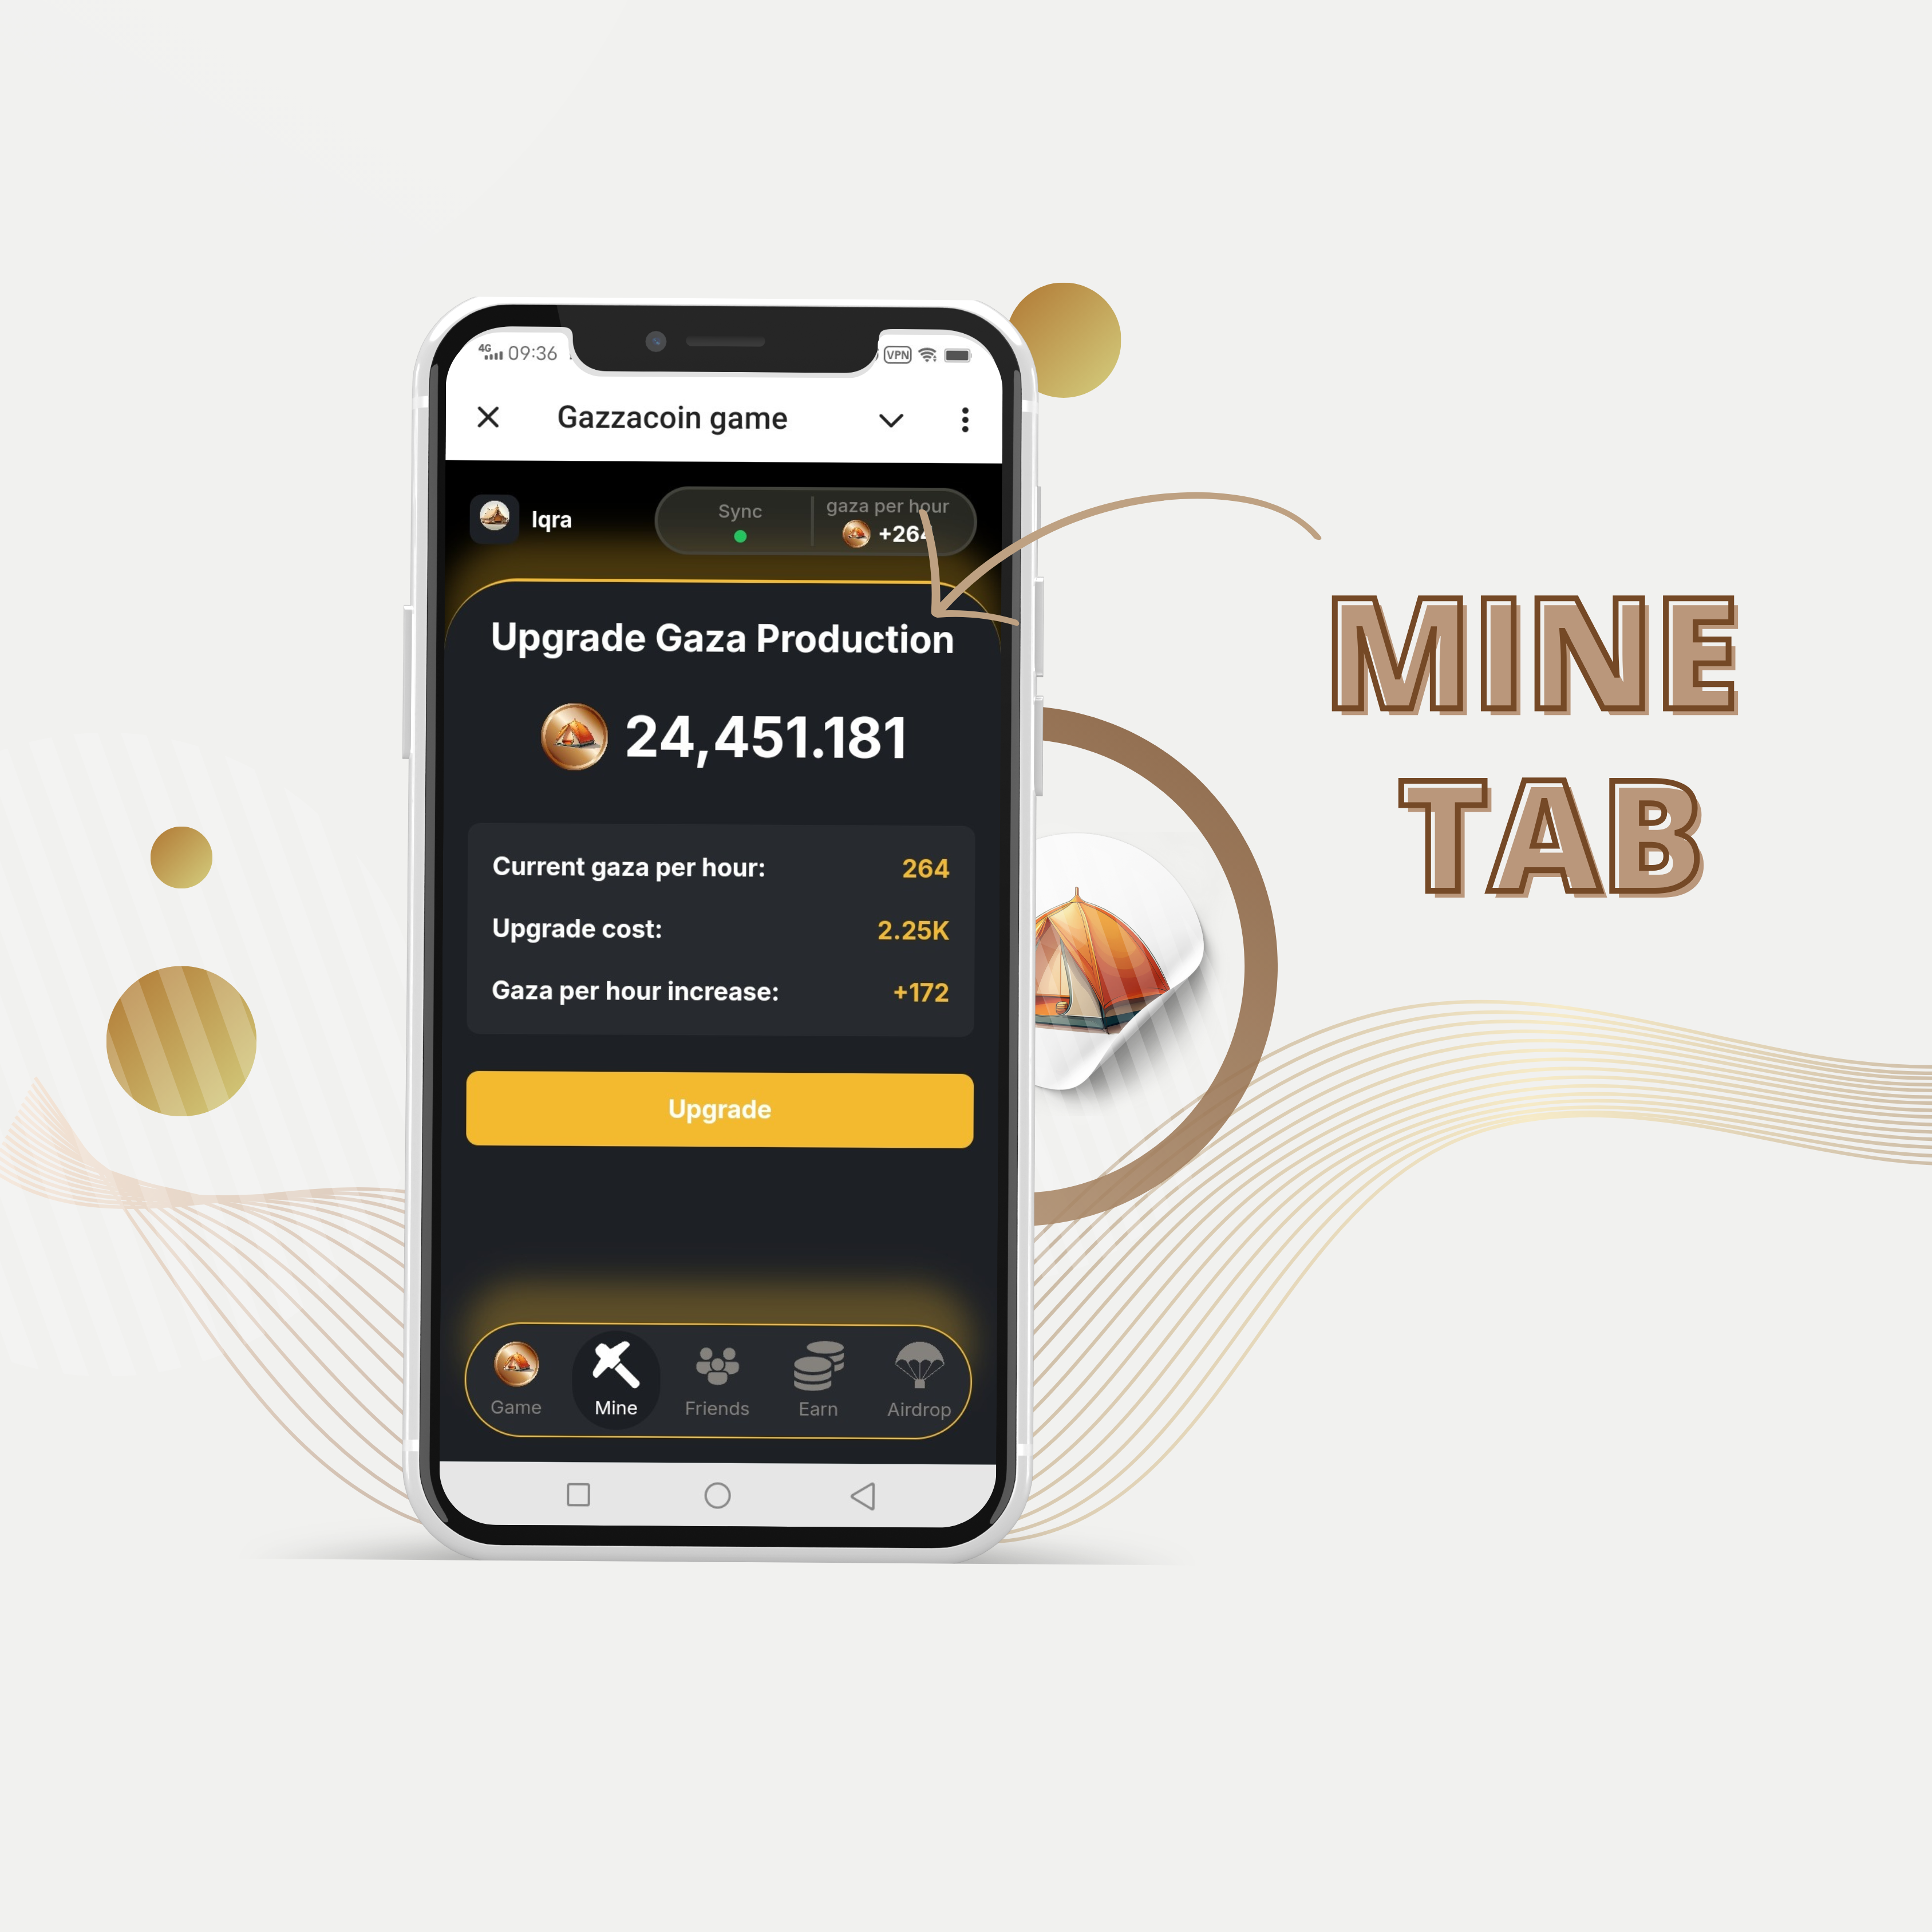 4G 09:36 VPN
Gazzacoin game
Iqra
Sync
gaza per hour
+264
Upgrade Gaza Production
24,451.181
Current gaza per hour: 264
Upgrade cost: 2.25K
Gaza per hour increase: +172
Upgrade
Game Mine Friends Earn Airdrop
MINE
TAB